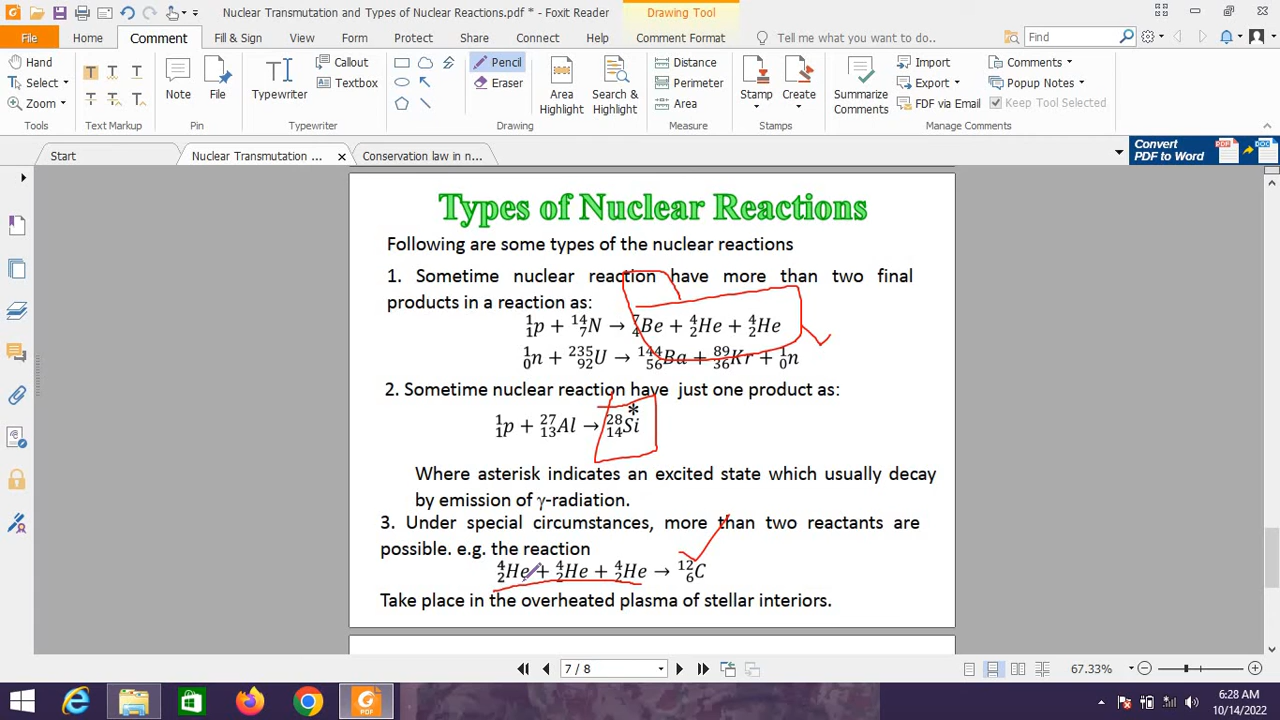 Nuclear Transmutation and Types of Nuclear Reactions.pdf * - Foxit Reader
Drawing Tool
File Home Comment Fill & Sign View Form Protect Share Connect Help Comment Format Tell me what you want to do... Find
Hand
Select
Zoom
Tools
T T T
T T T
Text Markup
Note
File
Pin
Typewriter
Callout
Textbox
Typewriter
Pencil
Eraser
Drawing
Area Highlight
Search & Highlight
Distance
Perimeter
Area
Measure
Stamp
Create
Stamps
Summarize Comments
Import
Export
FDF via Email
Comments
Popup Notes
Keep Tool Selected
Manage Comments
Start
Nuclear Transmutation ...
Conservation law in n...
Convert
PDF to Word
PDF DOC
Types of Nuclear Reactions
Following are some types of the nuclear reactions
1. Sometime nuclear reaction have more than two final
products in a reaction as:
¹₁p + ¹⁴₇N → ⁷₄Be + ⁴₂He + ⁴₂He
¹₀n + ²³⁵₉₂U → ¹⁴⁴₅₆Ba + ⁸⁹₃₆Kr + ¹₀n
2. Sometime nuclear reaction have just one product as:
¹₁p + ²⁷₁₃Al → ²⁸₁₄Si*
Where asterisk indicates an excited state which usually decay
by emission of γ-radiation.
3. Under special circumstances, more than two reactants are
possible. e.g. the reaction
⁴₂He + ⁴₂He + ⁴₂He → ¹²₆C
Take place in the overheated plasma of stellar interiors.
7 / 8
67.33%
PDF
6:28 AM
10/14/2022